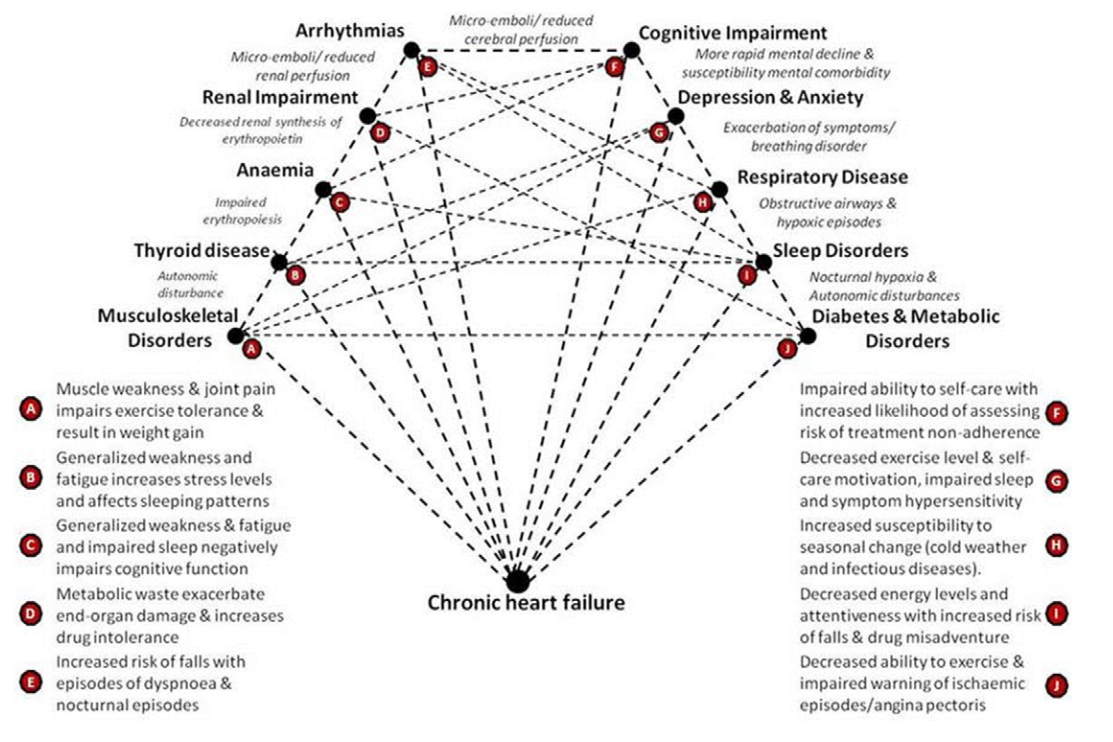 Arrhythmias
Micro-emboli/ reduced
cerebral perfusion
Cognitive Impairment
Micro-emboli/ reduced
renal perfusion
E
F
More rapid mental decline &
susceptibility mental comorbidity
Renal Impairment
Decreased renal synthesis of
erythropoietin
D
G
Depression & Anxiety
Exacerbation of symptoms/
breathing disorder
Anaemia
Impaired
erythropoiesis
C
H
Respiratory Disease
Obstructive airways &
hypoxic episodes
Thyroid disease
Autonomic
disturbance
B
I
Sleep Disorders
Nocturnal hypoxia &
Autonomic disturbances
Musculoskeletal
Disorders
A
J
Diabetes & Metabolic
Disorders
A
Muscle weakness & joint pain
impairs exercise tolerance &
result in weight gain
B
Generalized weakness and
fatigue increases stress levels
and affects sleeping patterns
C
Generalized weakness & fatigue
and impaired sleep negatively
impairs cognitive function
D
Metabolic waste exacerbate
end-organ damage & increases
drug intolerance
E
Increased risk of falls with
episodes of dyspnoea &
nocturnal episodes
Chronic heart failure
Impaired ability to self-care with
increased likelihood of assessing
risk of treatment non-adherence
F
Decreased exercise level & self-
care motivation, impaired sleep
and symptom hypersensitivity
G
Increased susceptibility to
seasonal change (cold weather
and infectious diseases).
H
Decreased energy levels and
attentiveness with increased risk
of falls & drug misadventure
I
Decreased ability to exercise &
impaired warning of ischaemic
episodes/angina pectoris
J